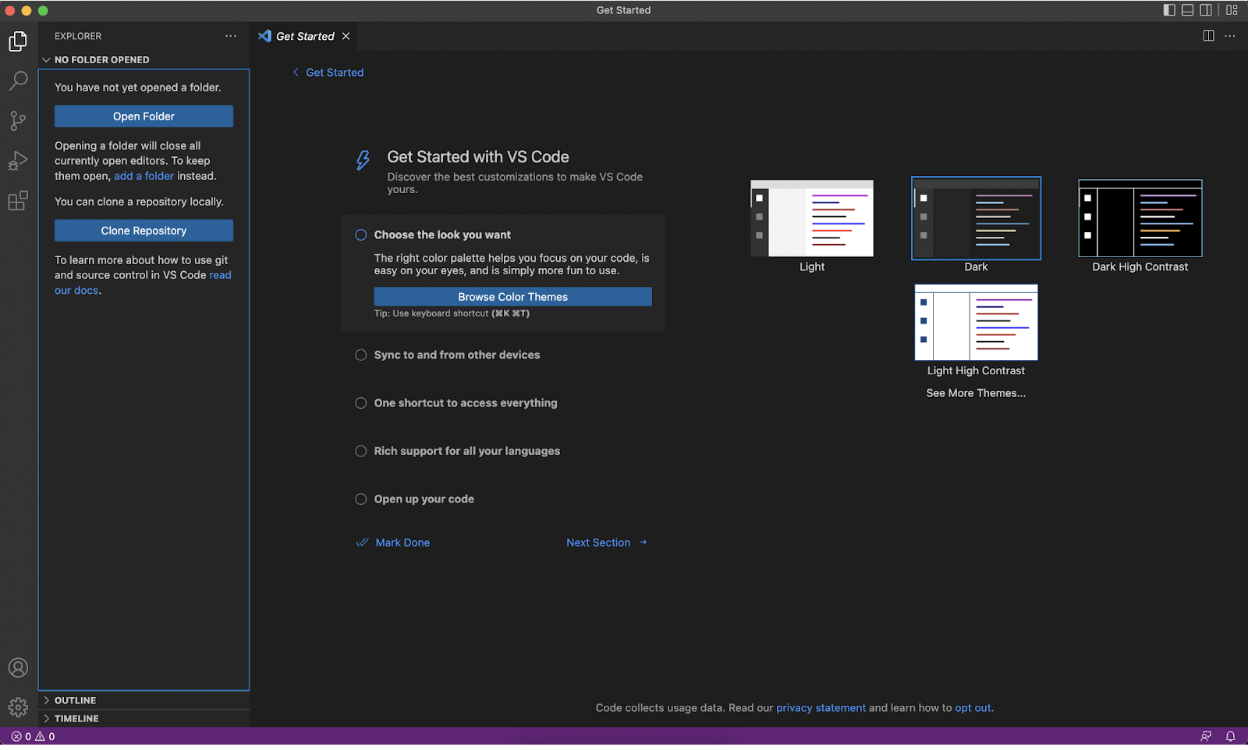 Get Started
EXPLORER
Get Started
NO FOLDER OPENED
You have not yet opened a folder.
Open Folder
Opening a folder will close all
currently open editors. To keep
them open, add a folder instead.
You can clone a repository locally.
Clone Repository
To learn more about how to use git
and source control in VS Code read
our docs.
OUTLINE
TIMELINE
Get Started
Get Started with VS Code
Discover the best customizations to make VS Code
yours.
Choose the look you want
The right color palette helps you focus on your code, is
easy on your eyes, and is simply more fun to use.
Browse Color Themes
Tip: Use keyboard shortcut (⌘K ⌘T)
Sync to and from other devices
One shortcut to access everything
Rich support for all your languages
Open up your code
Mark Done
Next Section →
Light
Dark
Dark High Contrast
Light High Contrast
See More Themes...
Code collects usage data. Read our privacy statement and learn how to opt out.
0 0